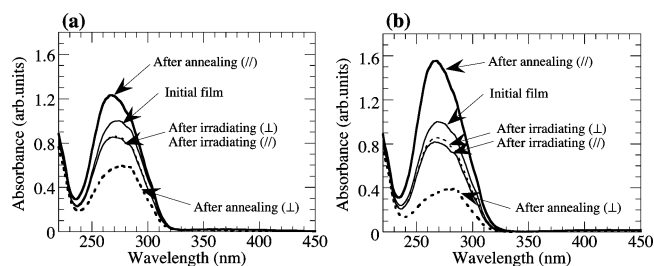 (a)
Absorbance (arb.units)
1.6
1.2
0.8
0.4
0
After annealing (//)
Initial film
After irradiating (⊥)
After irradiating (//)
After annealing (⊥)
250 300 350 400 450
Wavelength (nm)
(b)
Absorbance (arb.units)
1.6
1.2
0.8
0.4
0
After annealing (//)
Initial film
After irradiating (⊥)
After irradiating (//)
After annealing (⊥)
250 300 350 400 450
Wavelength (nm)